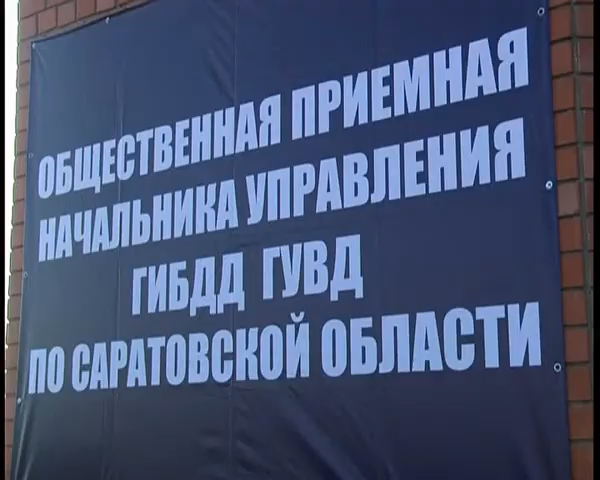 ОБЩЕСТВЕННАЯ ПРИЕМНАЯ
НАЧАЛЬНИКА УПРАВЛЕНИЯ
ГИБДД ГУВД
ПО САРАТОВСКОЙ ОБЛАСТИ